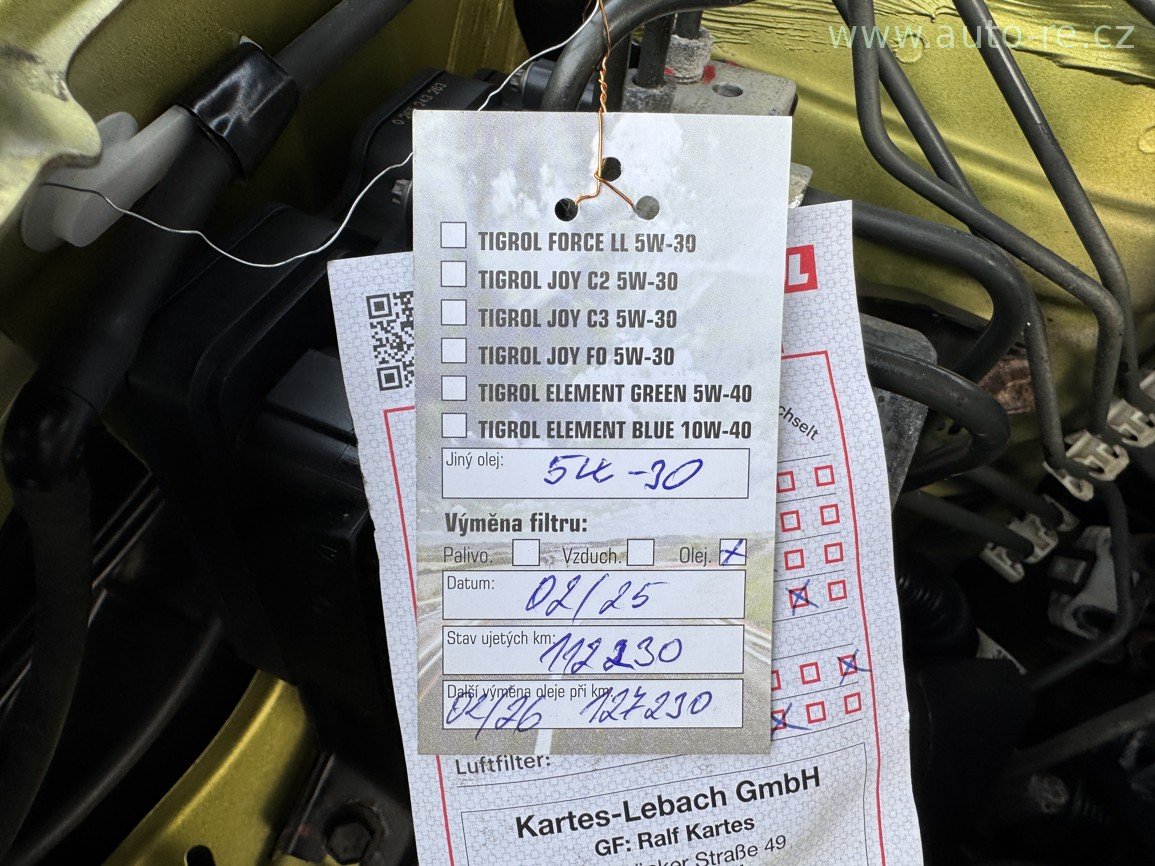 www.auto-re.cz
TIGROL FORCE LL 5W-30
TIGROL JOY C2 5W-30
TIGROL JOY C3 5W-30
TIGROL JOY FO 5W-30
TIGROL ELEMENT GREEN 5W-40
TIGROL ELEMENT BLUE 10W-40
Jiný olej: 5W-30
Výměna filtru:
Palivo. Vzduch. Olej. X
Datum: 02/25
Stav ujetých km: 112230
Další výměna oleje při km:
02/26 127230
L
chselt
Luftfilter:
Kartes-Lebach GmbH
GF: Ralf Kartes
Straße 49